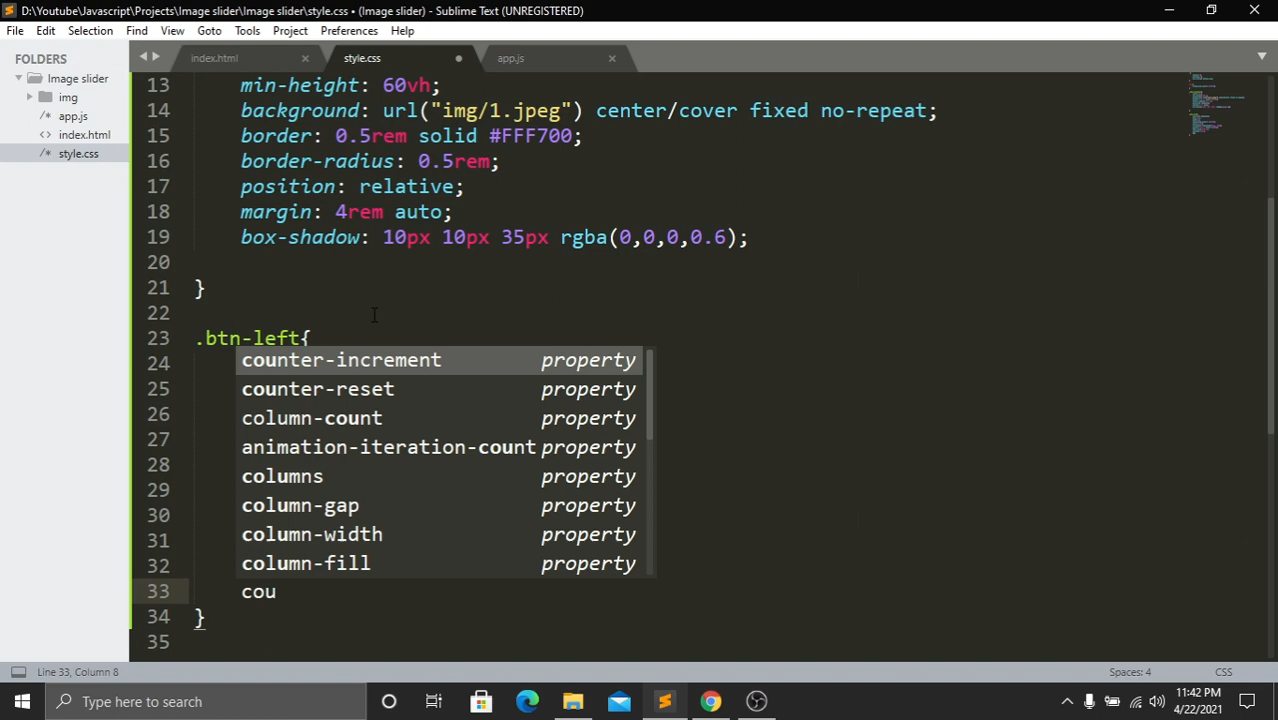 D:\Youtube\Javascript\Projects\Image slider\Image slider\style.css • (Image slider) - Sublime Text (UNREGISTERED)
File Edit Selection Find View Goto Tools Project Preferences Help
FOLDERS
Image slider
img
app.js
index.html
style.css
index.html style.css app.js
13 min-height: 60vh;
14 background: url("img/1.jpeg") center/cover fixed no-repeat;
15 border: 0.5rem solid #FFF700;
16 border-radius: 0.5rem;
17 position: relative;
18 margin: 4rem auto;
19 box-shadow: 10px 10px 35px rgba(0,0,0,0.6);
20
21 }
22
23 .btn-left{
24 counter-increment property
25 counter-reset property
26 column-count property
27 animation-iteration-count property
28 columns property
29
30 column-gap property
31 column-width property
32 column-fill property
33 cou
34 }
35
Line 33, Column 8 Spaces: 4 CSS
Type here to search
11:42 PM
4/22/2021